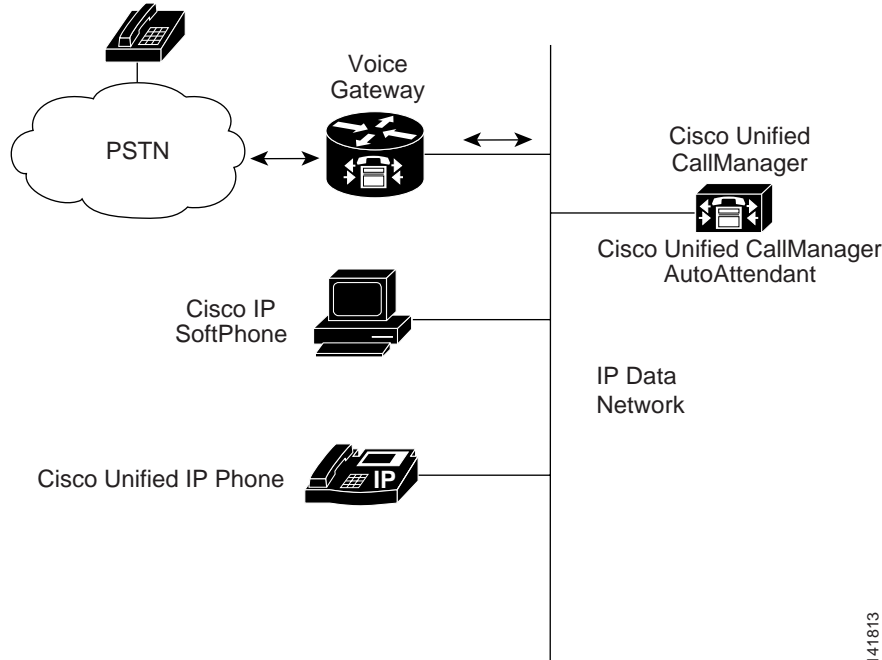 Voice
Gateway
PSTN
Cisco Unified
CallManager
Cisco Unified CallManager
AutoAttendant
Cisco IP
SoftPhone
IP Data
Network
Cisco Unified IP Phone
IP
141813